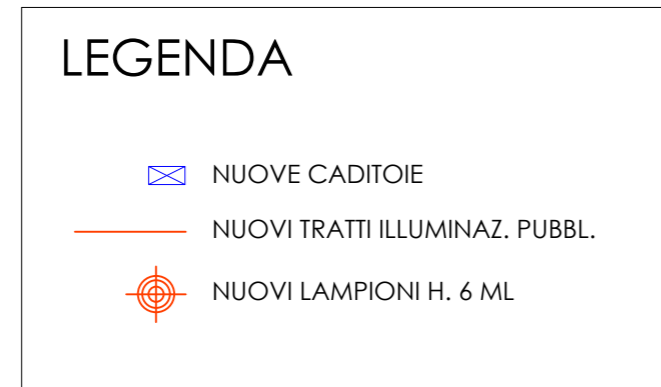 LEGENDA
NUOVE CADITOIE
NUOVI TRATTI ILLUMINAZ. PUBBL.
NUOVI LAMPIONI H. 6 ML